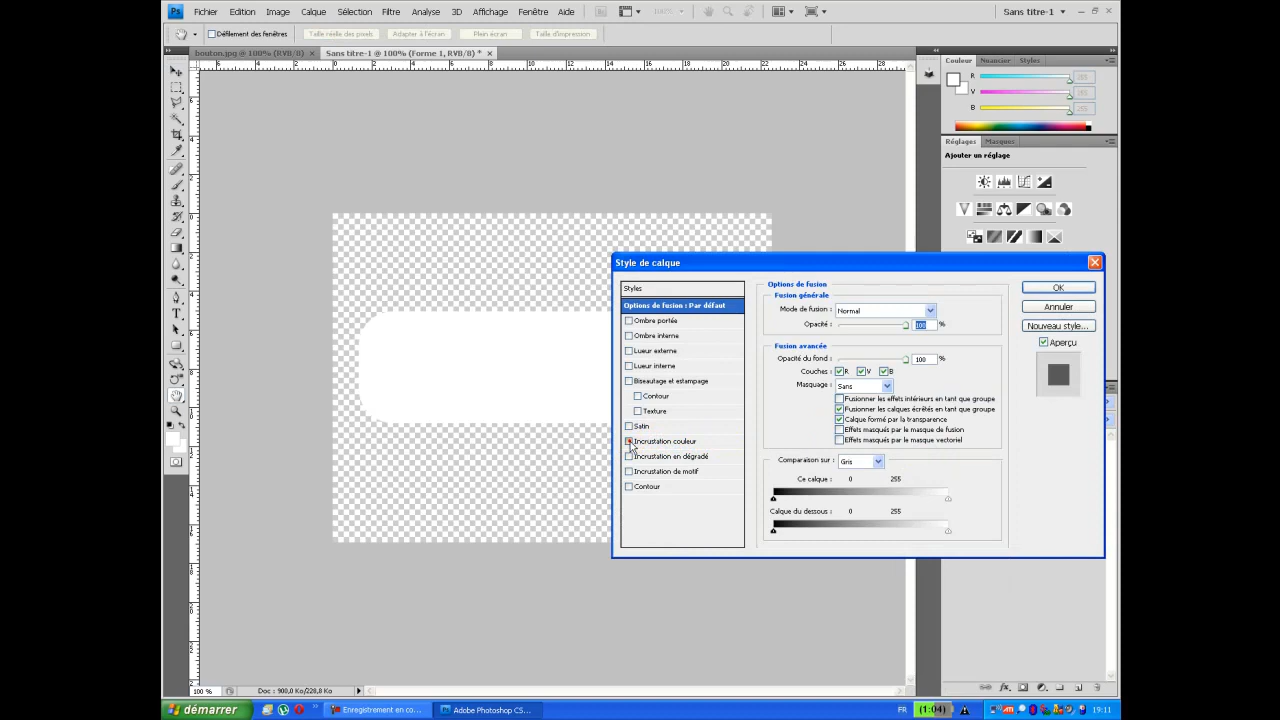 Ps Fichier Edition Image Calque Sélection Filtre Analyse 3D Affichage Fenêtre Aide Sans titre-1
Défilement des fenêtres Taille réelle des pixels Adapter à l'écran Plein écran Taille d'impression
bouton.jpg @ 100% (RVB/8) Sans titre-1 @ 100% (Forme 1, RVB/8) *
Couleur Nuancier Styles
R 255
V 255
B 255
Réglages Masques
Ajouter un réglage
Style de calque
Styles
Options de fusion : Par défaut
Ombre portée
Ombre interne
Lueur externe
Lueur interne
Biseautage et estampage
Contour
Texture
Satin
Incrustation couleur
Incrustation en dégradé
Incrustation de motif
Contour
Options de fusion
Fusion générale
Mode de fusion : Normal
Opacité : 100 %
Fusion avancée
Opacité du fond : 100 %
Couches : R V B
Masquage : Sans
Fusionner les effets intérieurs en tant que groupe
Fusionner les calques écrêtés en tant que groupe
Calque formé par la transparence
Effets masqués par le masque de fusion
Effets masqués par le masque vectoriel
Comparaison sur : Gris
Ce calque : 0 255
Calque du dessous : 0 255
OK
Annuler
Nouveau style...
Aperçu
100 % Doc : 900,0 Ko/228,8 Ko
démarrer Enregistrement en co... Adobe Photoshop CS... FR (1:04) 19:11